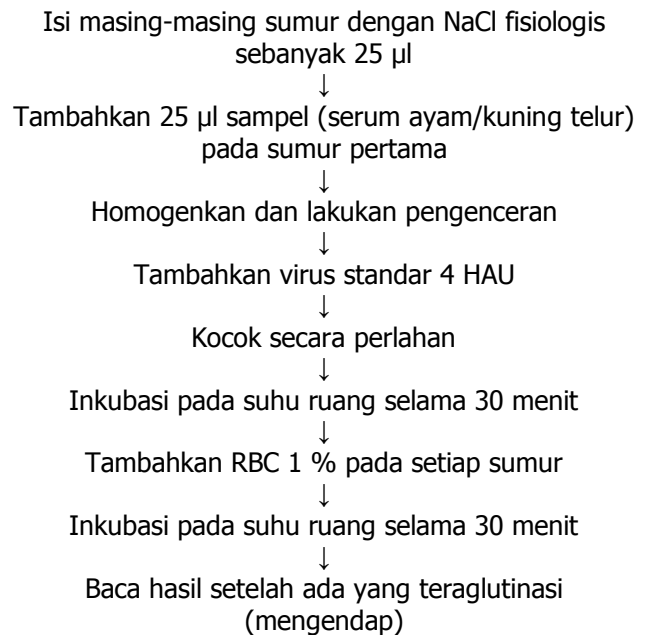 Isi masing-masing sumur dengan NaCl fisiologis
sebanyak 25 µl
↓
Tambahkan 25 µl sampel (serum ayam/kuning telur)
pada sumur pertama
↓
Homogenkan dan lakukan pengenceran
↓
Tambahkan virus standar 4 HAU
↓
Kocok secara perlahan
↓
Inkubasi pada suhu ruang selama 30 menit
↓
Tambahkan RBC 1 % pada setiap sumur
↓
Inkubasi pada suhu ruang selama 30 menit
↓
Baca hasil setelah ada yang teraglutinasi
(mengendap)